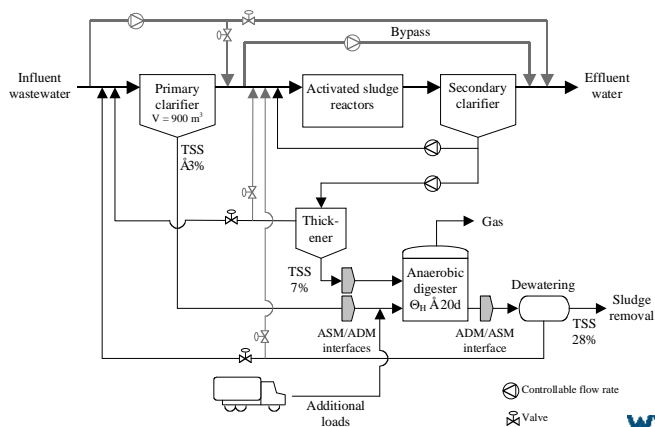 Bypass
Influent
wastewater
Primary
clarifier
V = 900 m³
Activated sludge
reactors
Secondary
clarifier
Effluent
water
TSS
Å3%
Thick-
ener
Gas
TSS
7%
Anaerobic
digester
Θ_H Å20d
Dewatering
Sludge
removal
TSS
28%
ASM/ADM
interfaces
ADM/ASM
interface
Additional
loads
Controllable flow rate
Valve